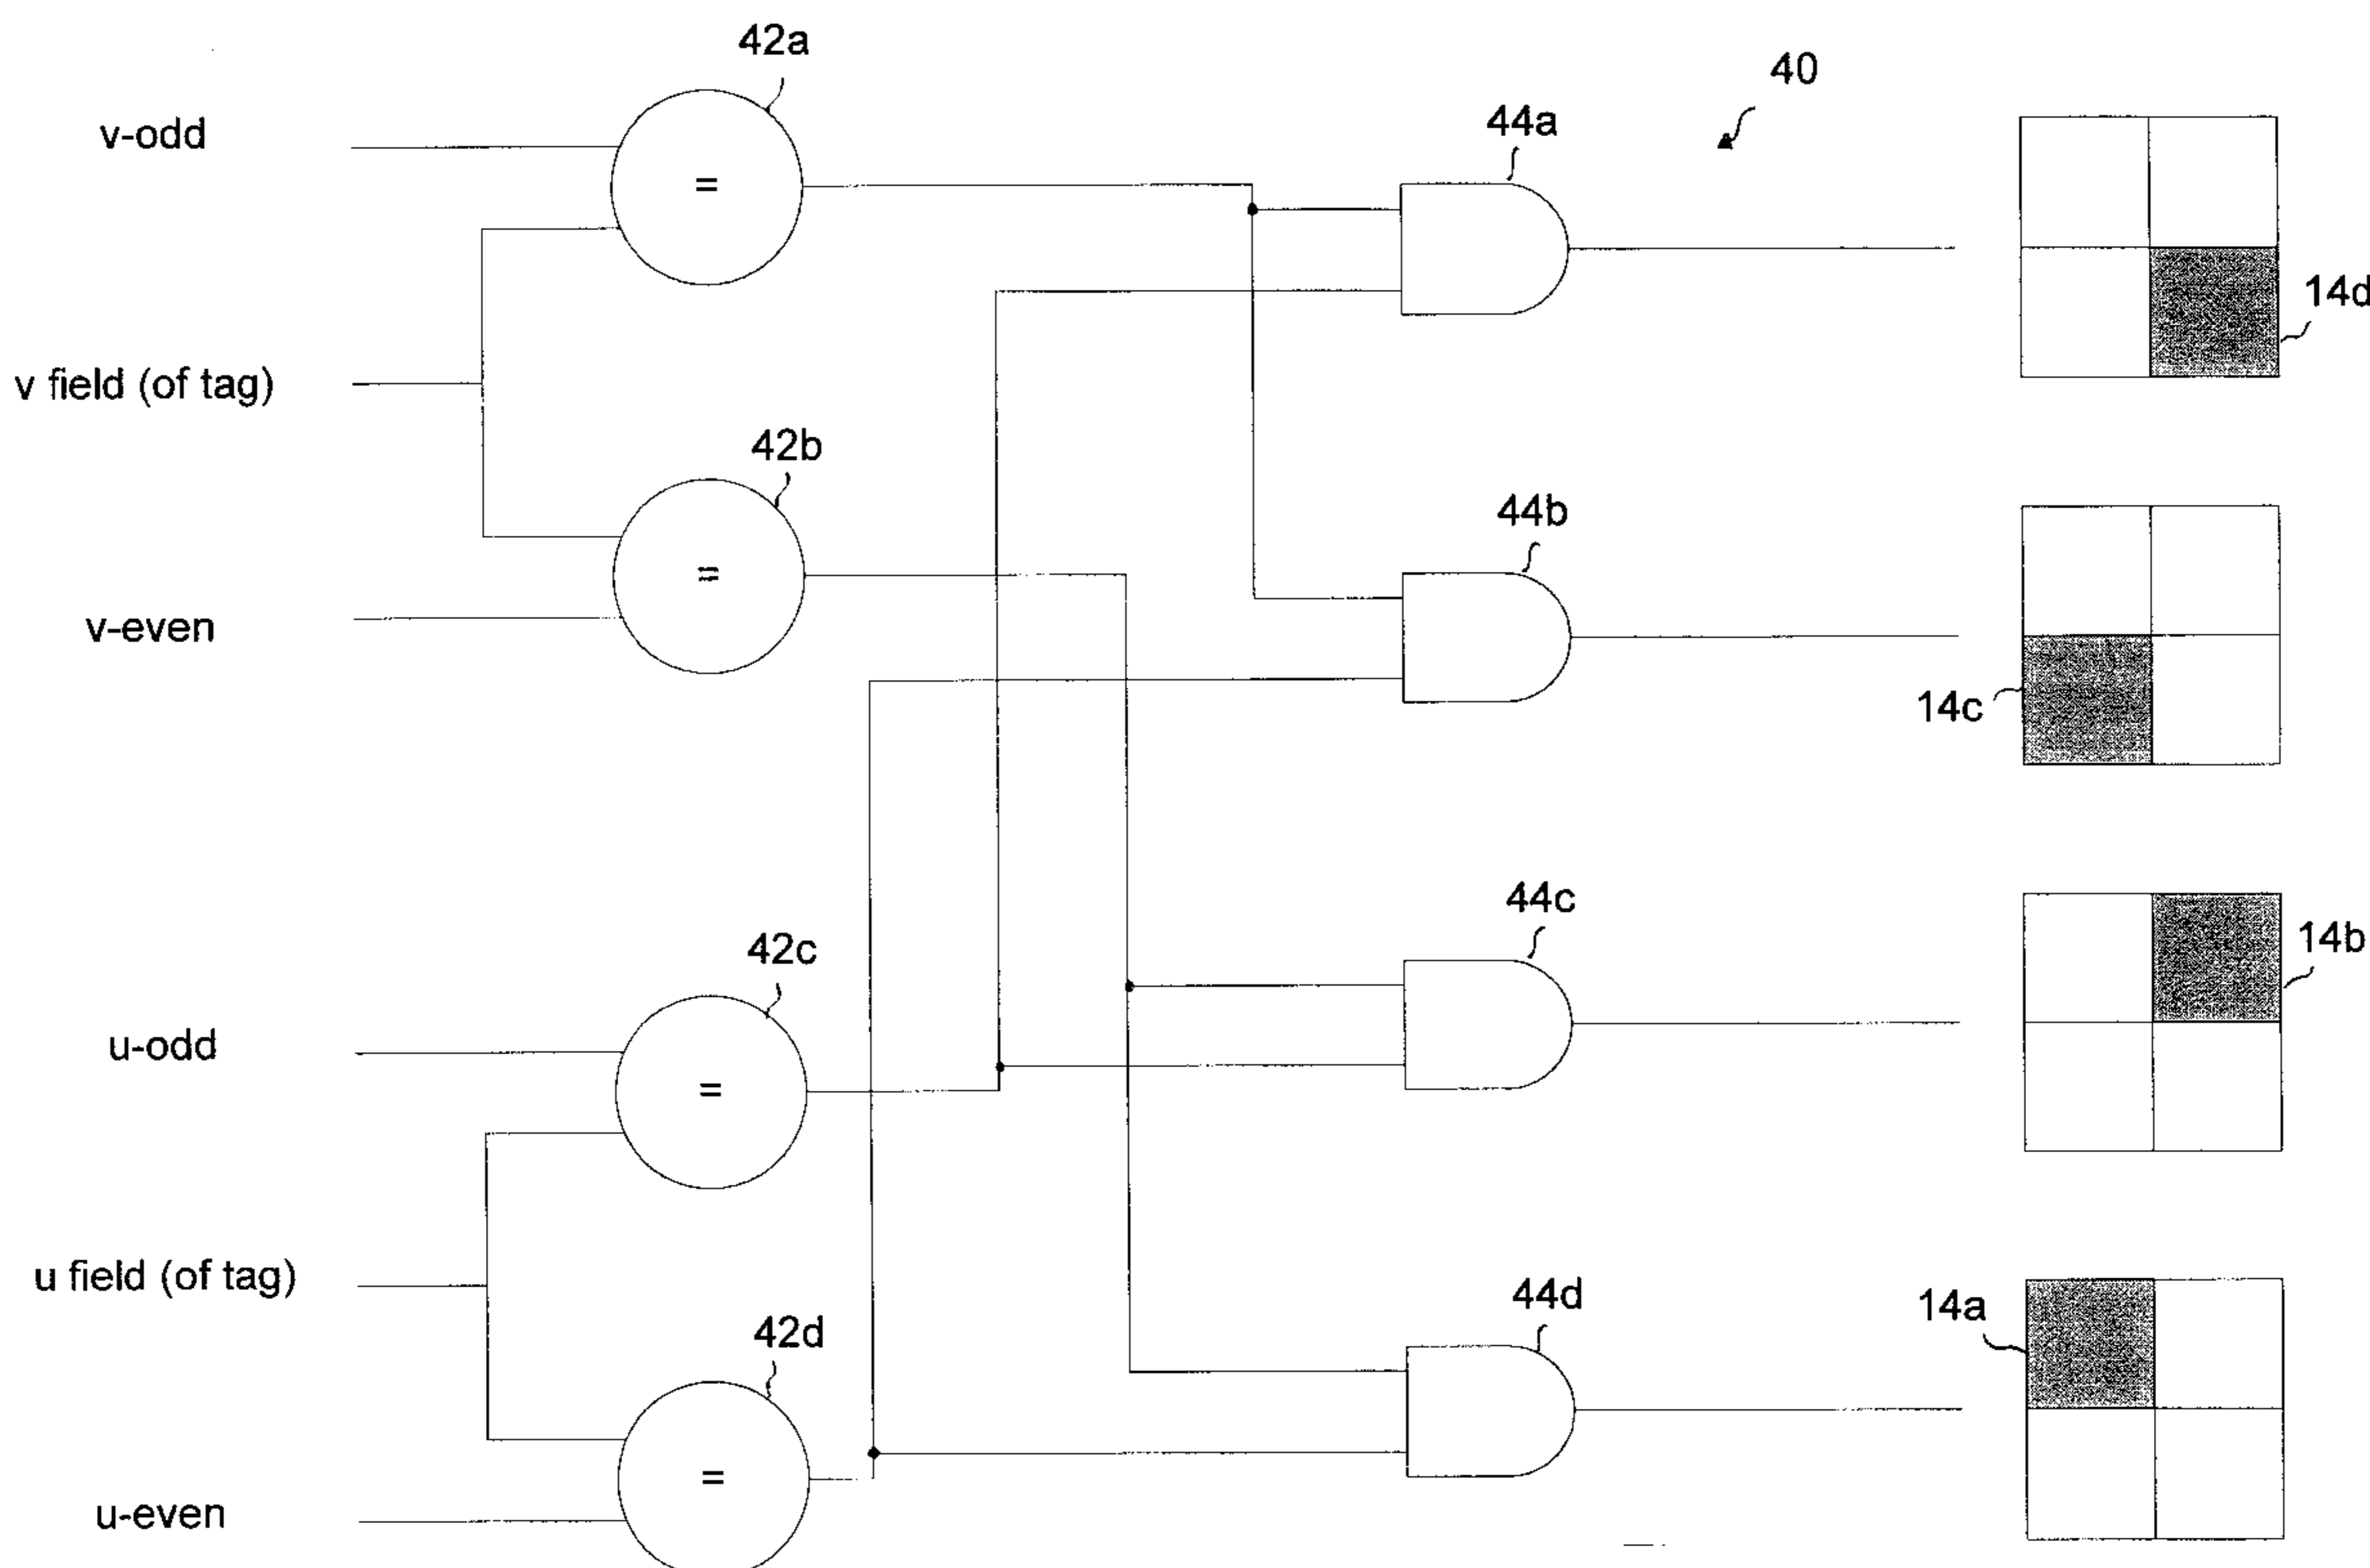 42a
40
v-odd
44a
=
14d
v field (of tag)
42b
44b
=
v-even
14c
44c
42c
14b
u-odd
=
u field (of tag)
44d
14a
42d
=
u-even